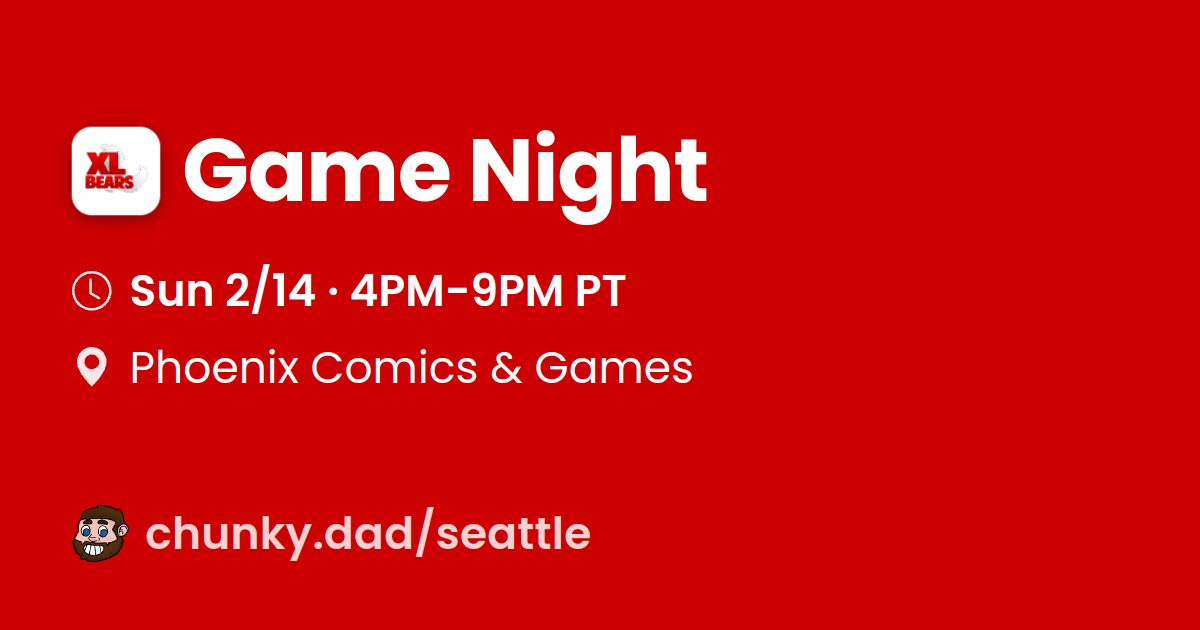 XL
BEARS
Game Night
Sun 2/14 · 4PM–9PM PT
Phoenix Comics & Games
chunky.dad/seattle